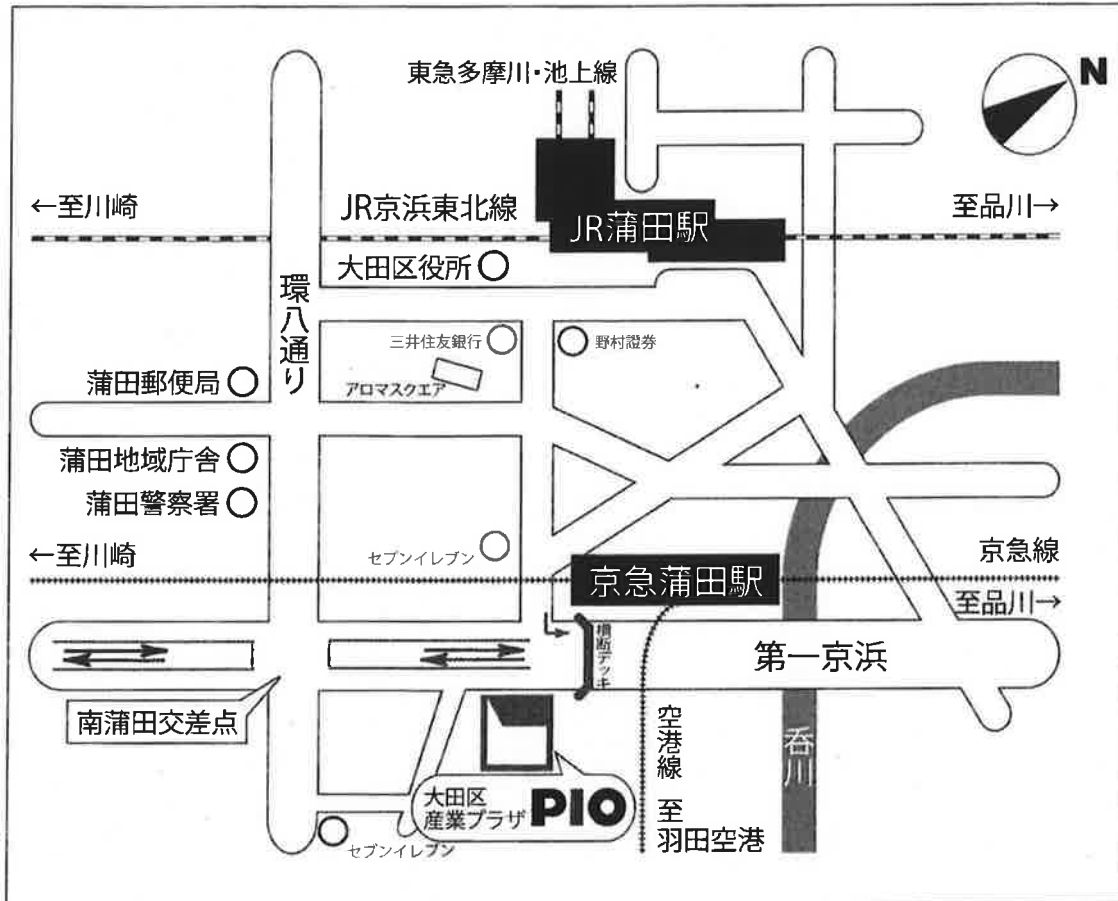 東急多摩川・池上線
N
←至川崎
JR京浜東北線
JR蒲田駅
至品川→
大田区役所
環八通り
三井住友銀行
野村證券
アロマスクエア
蒲田郵便局
蒲田地域庁舎
蒲田警察署
セブンイレブン
←至川崎
京急線
京急蒲田駅
至品川→
横断デッキ
第一京浜
南蒲田交差点
空港線 至
羽田空港
呑川
大田区
産業プラザ PIO
セブンイレブン